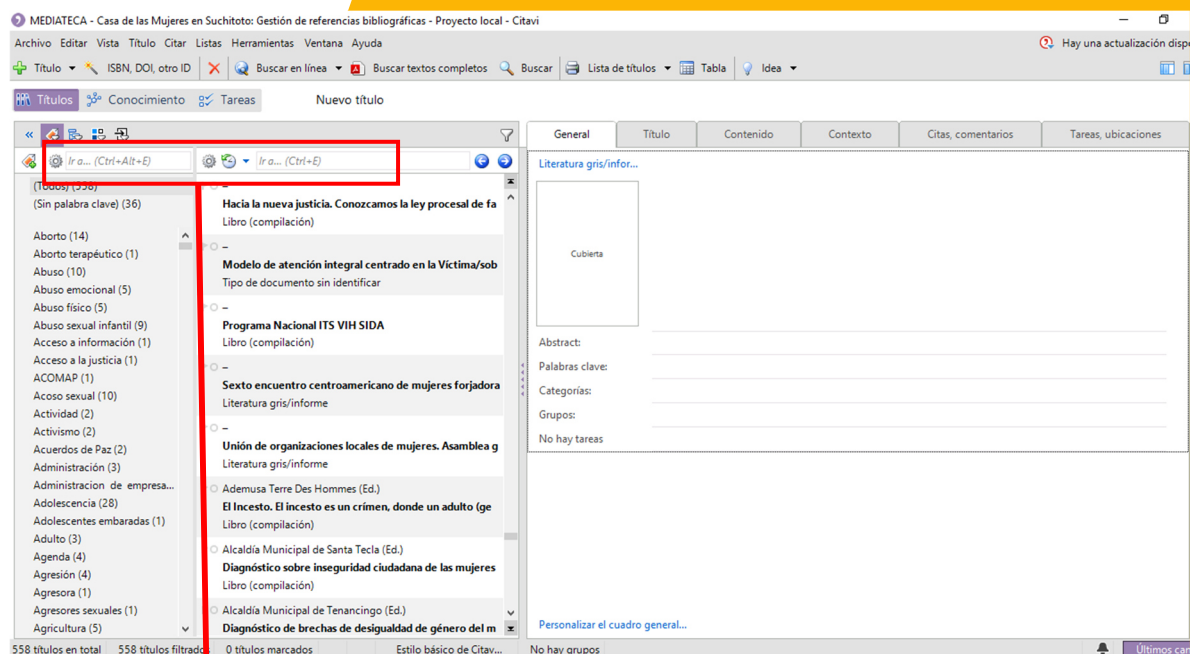 MEDIATECA - Casa de las Mujeres en Suchitoto: Gestión de referencias bibliográficas - Proyecto local - Citavi
Archivo Editar Vista Título Citar Listas Herramientas Ventana Ayuda
Hay una actualización dispo
Título ISBN, DOI, otro ID Buscar en línea Buscar textos completos Buscar Lista de títulos Tabla Idea
Títulos Conocimiento Tareas Nuevo título
General Título Contenido Contexto Citas, comentarios Tareas, ubicaciones
Ir a... (Ctrl+Alt+E) Ir a... (Ctrl+E)
(Todos) (558)
(Sin palabra clave) (36)
Aborto (14)
Aborto terapéutico (1)
Abuso (10)
Abuso emocional (5)
Abuso físico (5)
Abuso sexual infantil (9)
Acceso a información (1)
Acceso a la justicia (1)
ACOMAP (1)
Acoso sexual (10)
Actividad (2)
Activismo (2)
Acuerdos de Paz (2)
Administración (3)
Administracion de empresa...
Adolescencia (28)
Adolescentes embaradas (1)
Adulto (3)
Agenda (4)
Agresión (4)
Agresora (1)
Agresores sexuales (1)
Agricultura (5)
–
Hacia la nueva justicia. Conozcamos la ley procesal de fa
Libro (compilación)
–
Modelo de atención integral centrado en la Víctima/sob
Tipo de documento sin identificar
–
Programa Nacional ITS VIH SIDA
Libro (compilación)
–
Sexto encuentro centroamericano de mujeres forjadora
Literatura gris/informe
–
Unión de organizaciones locales de mujeres. Asamblea g
Literatura gris/informe
Ademusa Terre Des Hommes (Ed.)
El Incesto. El incesto es un crímen, donde un adulto (ge
Libro (compilación)
Alcaldía Municipal de Santa Tecla (Ed.)
Diagnóstico sobre inseguridad ciudadana de las mujeres
Libro (compilación)
Alcaldía Municipal de Tenancingo (Ed.)
Diagnóstico de brechas de desigualdad de género del m
Literatura gris/infor...
Cubierta
Abstract:
Palabras clave:
Categorías:
Grupos:
No hay tareas
Personalizar el cuadro general...
558 títulos en total 558 títulos filtrados 0 títulos marcados Estilo básico de Citav... No hay grupos Últimos cam